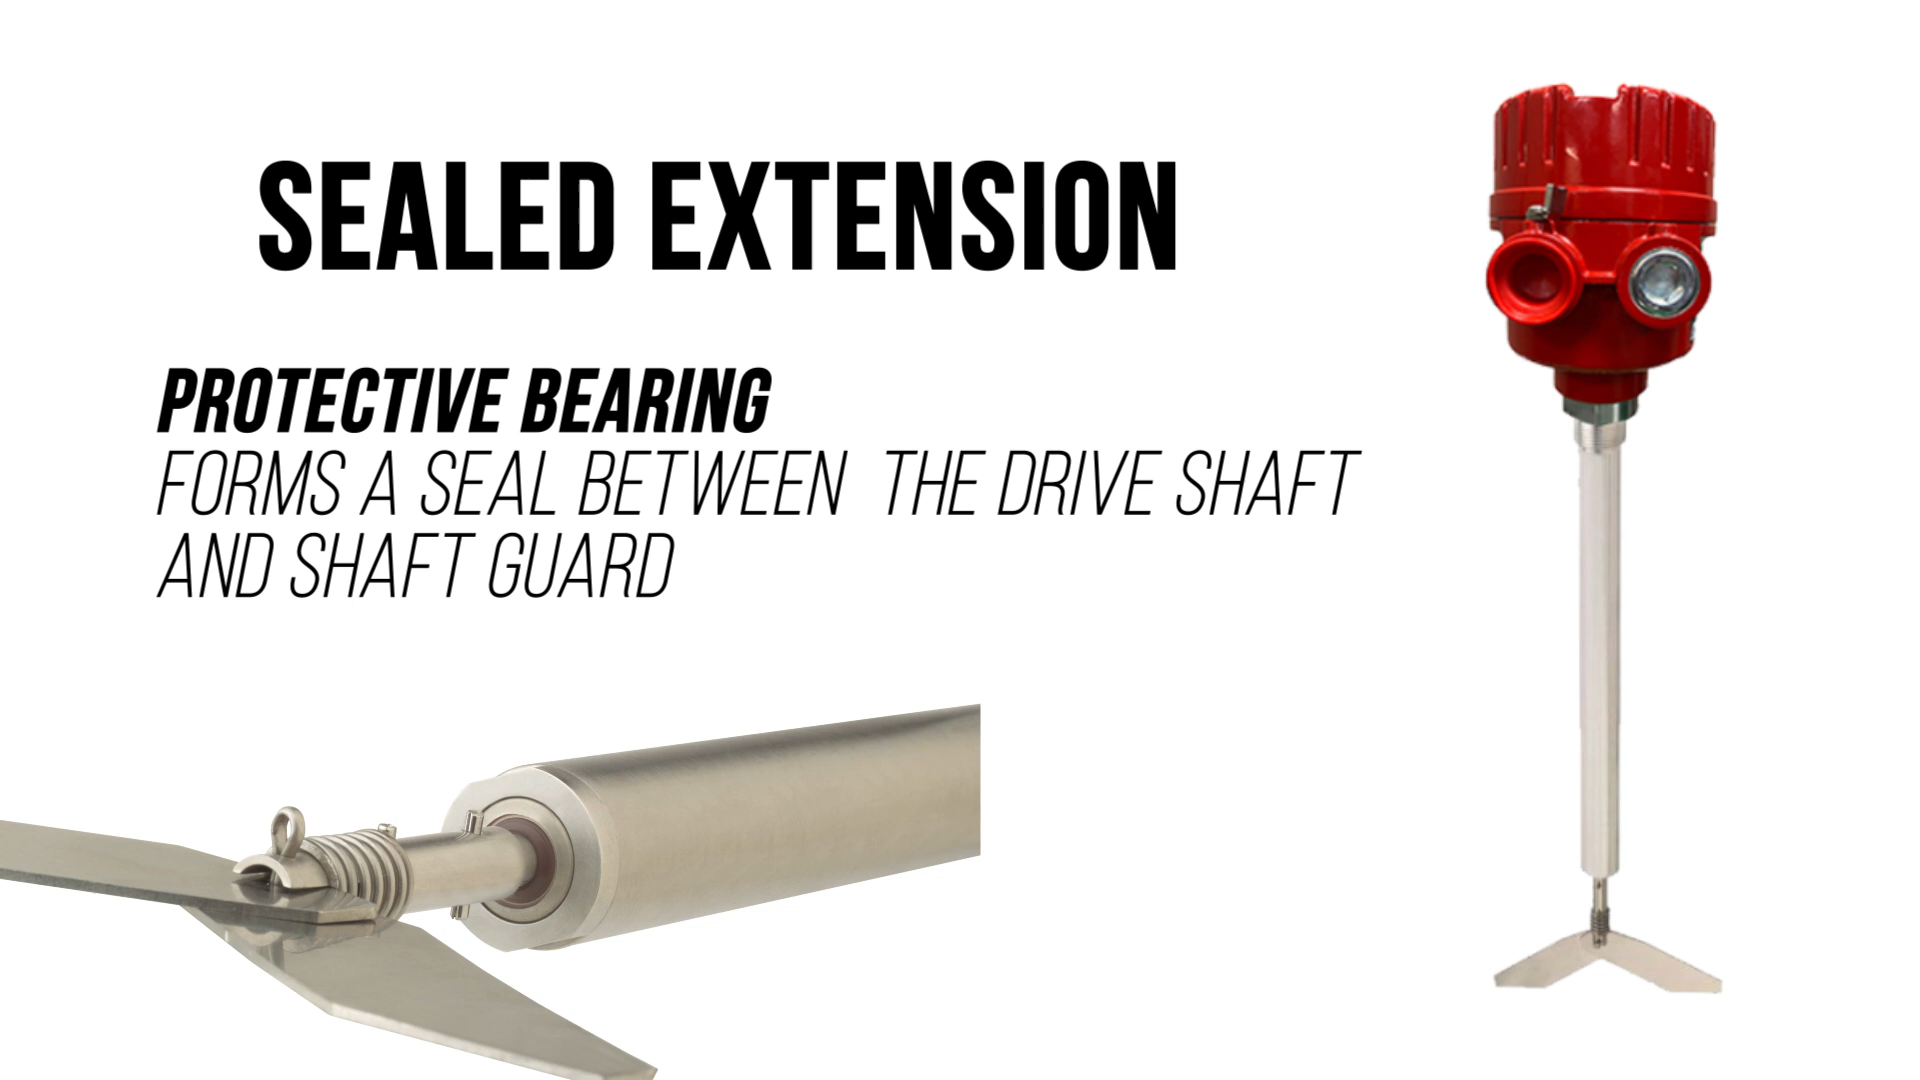 SEALED EXTENSION
PROTECTIVE BEARING
FORMS A SEAL BETWEEN THE DRIVE SHAFT
AND SHAFT GUARD